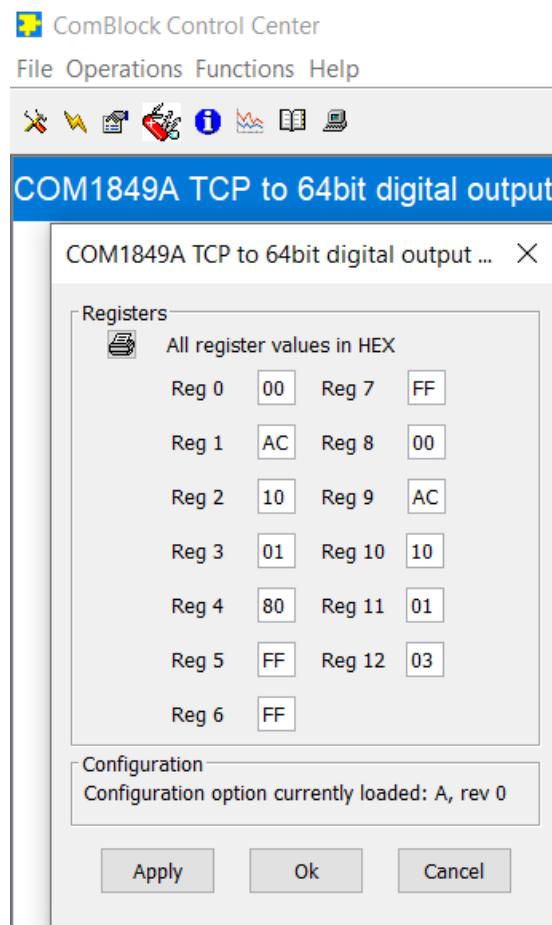 ComBlock Control Center
File Operations Functions Help
COM1849A TCP to 64bit digital output
COM1849A TCP to 64bit digital output ...
Registers
All register values in HEX
Reg 0 00 Reg 7 FF
Reg 1 AC Reg 8 00
Reg 2 10 Reg 9 AC
Reg 3 01 Reg 10 10
Reg 4 80 Reg 11 01
Reg 5 FF Reg 12 03
Reg 6 FF
Configuration
Configuration option currently loaded: A, rev 0
Apply Ok Cancel